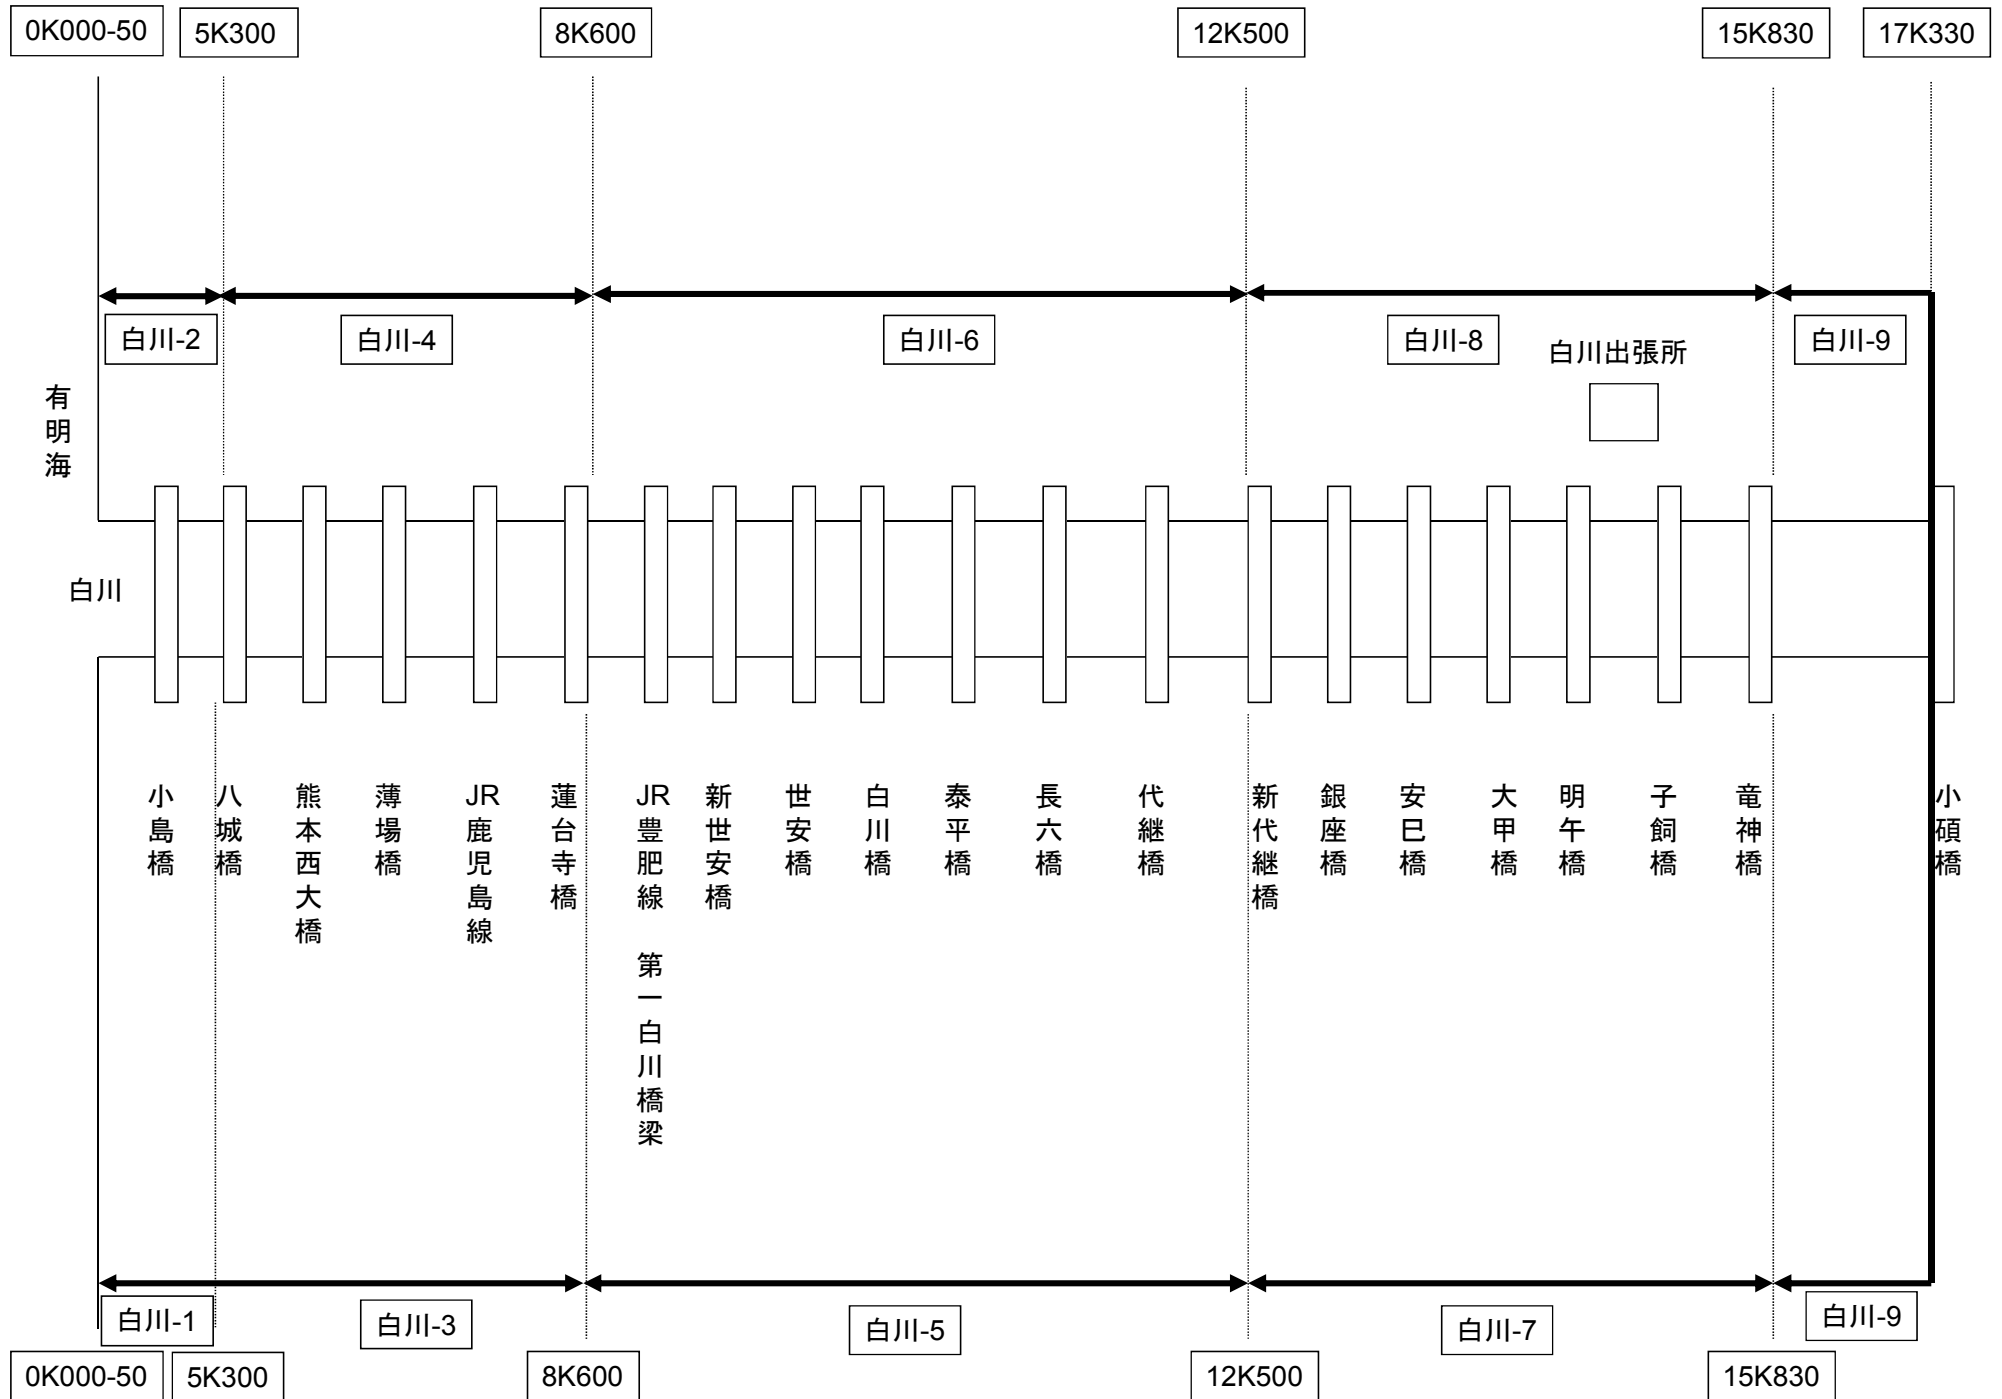 0K000-50
5K300
8K600
12K500
15K830
17K330
白川-2
白川-4
白川-6
白川-8
白川出張所
白川-9
有明海
白川
小島橋
八城橋
熊本西大橋
薄場橋
JR鹿児島線
蓮台寺橋
JR豊肥線 第一白川橋梁
新世安橋
世安橋
白川橋
泰平橋
長六橋
代継橋
新代継橋
銀座橋
安巳橋
大甲橋
明午橋
子飼橋
竜神橋
小碩橋
白川-1
白川-3
白川-5
白川-7
白川-9
0K000-50
5K300
8K600
12K500
15K830